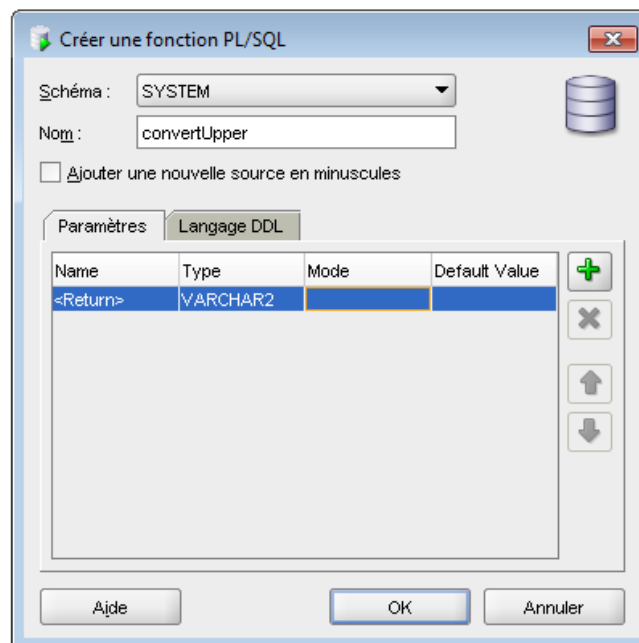 Créer une fonction PL/SQL
Schéma : SYSTEM
Nom : convertUpper
Ajouter une nouvelle source en minuscules
Paramètres Langage DDL
Name Type Mode Default Value
<Return> VARCHAR2
Aide OK Annuler